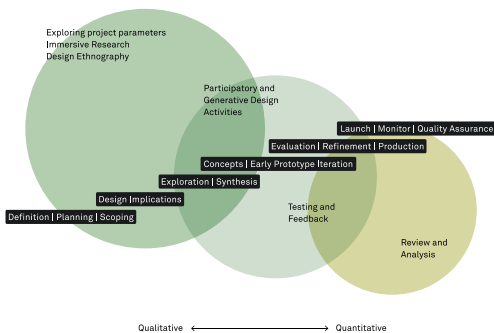 Exploring project parameters
Immersive Research
Design Ethnography
Participatory and
Generative Design
Activities
Launch | Monitor | Quality Assurance
Evaluation | Refinement | Production
Concepts | Early Prototype Iteration
Exploration | Synthesis
Design Implications
Definition | Planning | Scoping
Testing and
Feedback
Review and
Analysis
Qualitative
Quantitative